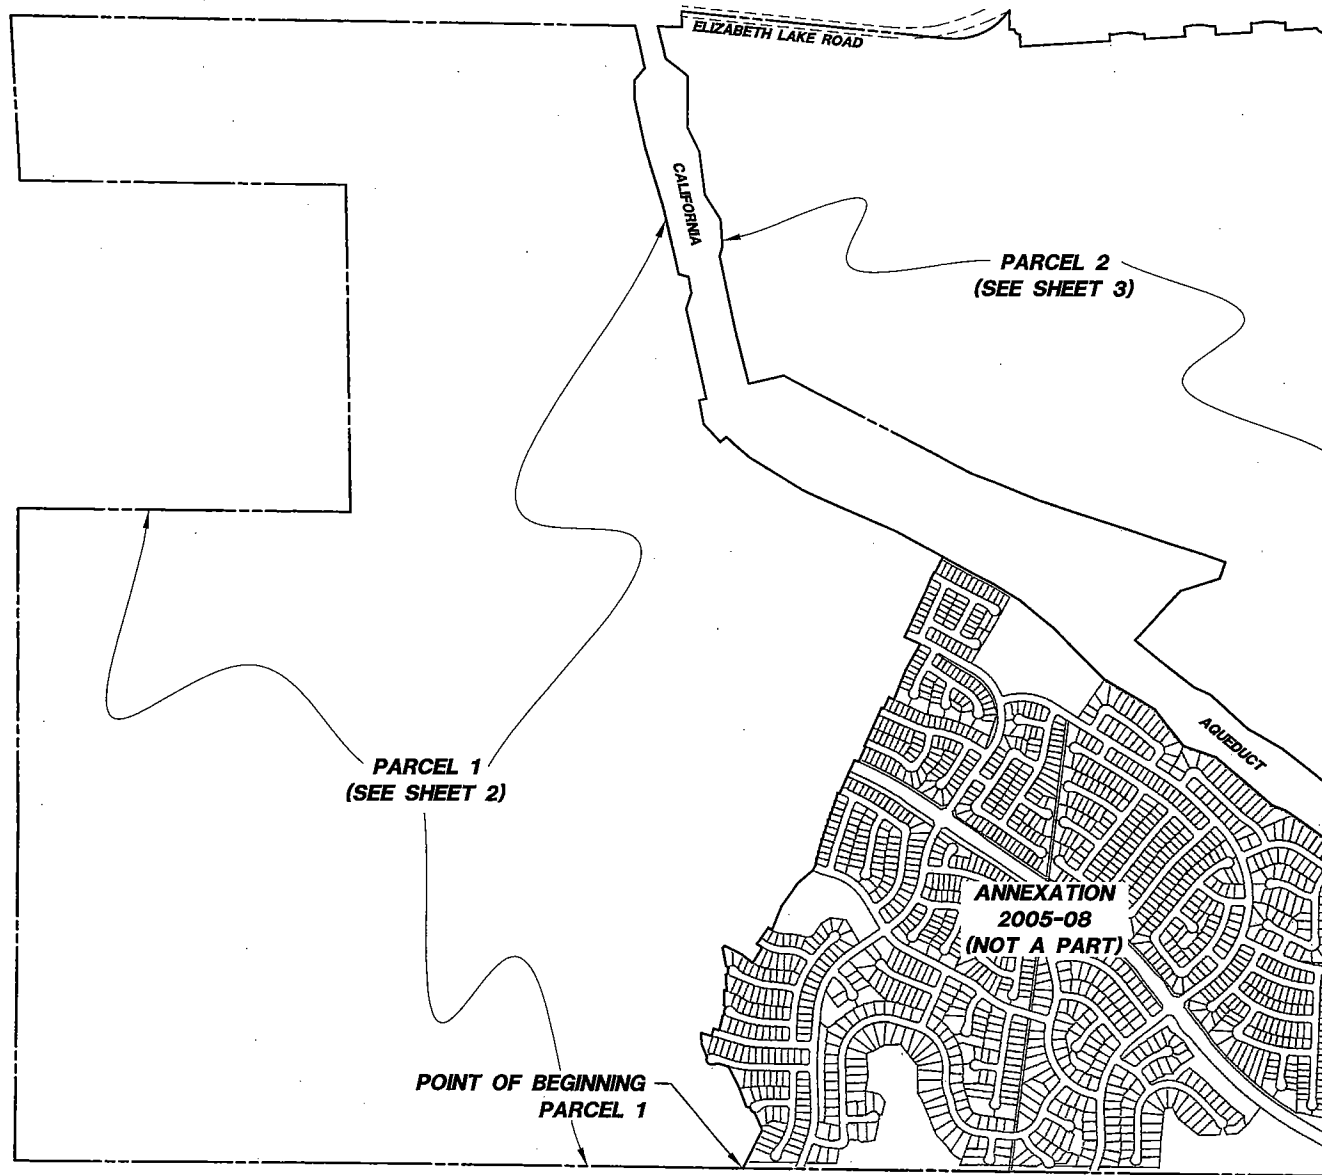 ELIZABETH LAKE ROAD
CALIFORNIA
PARCEL 2
(SEE SHEET 3)
AQUEDUCT
PARCEL 1
(SEE SHEET 2)
ANNEXATION
2005-08
(NOT A PART)
POINT OF BEGINNING
PARCEL 1